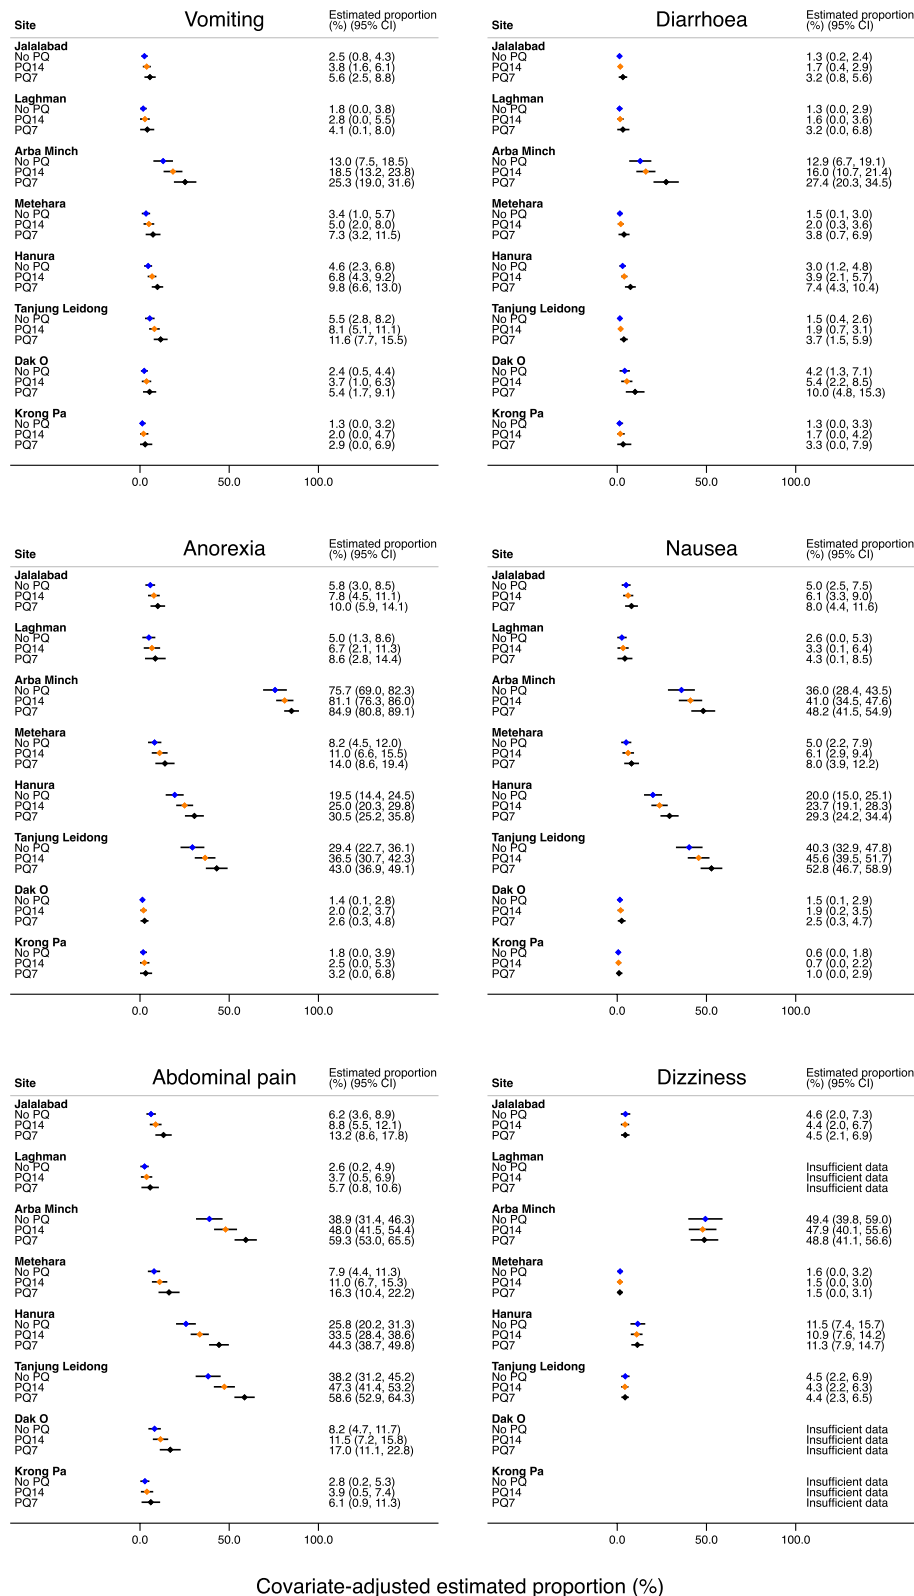 Vomiting
Site
Estimated proportion
(%) (95% CI)
Jalalabad
No PQ 2.5 (0.8, 4.3)
PQ14 3.8 (1.6, 6.1)
PQ7 5.6 (2.5, 8.8)
Laghman
No PQ 1.8 (0.0, 3.8)
PQ14 2.8 (0.0, 5.5)
PQ7 4.1 (0.1, 8.0)
Arba Minch
No PQ 13.0 (7.5, 18.5)
PQ14 18.5 (13.2, 23.8)
PQ7 25.3 (19.0, 31.6)
Metehara
No PQ 3.4 (1.0, 5.7)
PQ14 5.0 (2.0, 8.0)
PQ7 7.3 (3.2, 11.5)
Hanura
No PQ 4.6 (2.3, 6.8)
PQ14 6.8 (4.3, 9.2)
PQ7 9.8 (6.6, 13.0)
Tanjung Leidong
No PQ 5.5 (2.8, 8.2)
PQ14 8.1 (5.1, 11.1)
PQ7 11.6 (7.7, 15.5)
Dak O
No PQ 2.4 (0.5, 4.4)
PQ14 3.7 (1.0, 6.3)
PQ7 5.4 (1.7, 9.1)
Krong Pa
No PQ 1.3 (0.0, 3.2)
PQ14 2.0 (0.0, 4.7)
PQ7 2.9 (0.0, 6.9)
0.0 50.0 100.0
Diarrhoea
Site
Estimated proportion
(%) (95% CI)
Jalalabad
No PQ 1.3 (0.2, 2.4)
PQ14 1.7 (0.4, 2.9)
PQ7 3.2 (0.8, 5.6)
Laghman
No PQ 1.3 (0.0, 2.9)
PQ14 1.6 (0.0, 3.6)
PQ7 3.2 (0.0, 6.8)
Arba Minch
No PQ 12.9 (6.7, 19.1)
PQ14 16.0 (10.7, 21.4)
PQ7 27.4 (20.3, 34.5)
Metehara
No PQ 1.5 (0.1, 3.0)
PQ14 2.0 (0.3, 3.6)
PQ7 3.8 (0.7, 6.9)
Hanura
No PQ 3.0 (1.2, 4.8)
PQ14 3.9 (2.1, 5.7)
PQ7 7.4 (4.3, 10.4)
Tanjung Leidong
No PQ 1.5 (0.4, 2.6)
PQ14 1.9 (0.7, 3.1)
PQ7 3.7 (1.5, 5.9)
Dak O
No PQ 4.2 (1.3, 7.1)
PQ14 5.4 (2.2, 8.5)
PQ7 10.0 (4.8, 15.3)
Krong Pa
No PQ 1.3 (0.0, 3.3)
PQ14 1.7 (0.0, 4.2)
PQ7 3.3 (0.0, 7.9)
0.0 50.0 100.0
Anorexia
Site
Estimated proportion
(%) (95% CI)
Jalalabad
No PQ 5.8 (3.0, 8.5)
PQ14 7.8 (4.5, 11.1)
PQ7 10.0 (5.9, 14.1)
Laghman
No PQ 5.0 (1.3, 8.6)
PQ14 6.7 (2.1, 11.3)
PQ7 8.6 (2.8, 14.4)
Arba Minch
No PQ 75.7 (69.0, 82.3)
PQ14 81.1 (76.3, 86.0)
PQ7 84.9 (80.8, 89.1)
Metehara
No PQ 8.2 (4.5, 12.0)
PQ14 11.0 (6.6, 15.5)
PQ7 14.0 (8.6, 19.4)
Hanura
No PQ 19.5 (14.4, 24.5)
PQ14 25.0 (20.3, 29.8)
PQ7 30.5 (25.2, 35.8)
Tanjung Leidong
No PQ 29.4 (22.7, 36.1)
PQ14 36.5 (30.7, 42.3)
PQ7 43.0 (36.9, 49.1)
Dak O
No PQ 1.4 (0.1, 2.8)
PQ14 2.0 (0.2, 3.7)
PQ7 2.6 (0.3, 4.8)
Krong Pa
No PQ 1.8 (0.0, 3.9)
PQ14 2.5 (0.0, 5.3)
PQ7 3.2 (0.0, 6.8)
0.0 50.0 100.0
Nausea
Site
Estimated proportion
(%) (95% CI)
Jalalabad
No PQ 5.0 (2.5, 7.5)
PQ14 6.1 (3.3, 9.0)
PQ7 8.0 (4.4, 11.6)
Laghman
No PQ 2.6 (0.0, 5.3)
PQ14 3.3 (0.1, 6.4)
PQ7 4.3 (0.1, 8.5)
Arba Minch
No PQ 36.0 (28.4, 43.5)
PQ14 41.0 (34.5, 47.6)
PQ7 48.2 (41.5, 54.9)
Metehara
No PQ 5.0 (2.2, 7.9)
PQ14 6.1 (2.9, 9.4)
PQ7 8.0 (3.9, 12.2)
Hanura
No PQ 20.0 (15.0, 25.1)
PQ14 23.7 (19.1, 28.3)
PQ7 29.3 (24.2, 34.4)
Tanjung Leidong
No PQ 40.3 (32.9, 47.8)
PQ14 45.6 (39.5, 51.7)
PQ7 52.8 (46.7, 58.9)
Dak O
No PQ 1.5 (0.1, 2.9)
PQ14 1.9 (0.2, 3.5)
PQ7 2.5 (0.3, 4.7)
Krong Pa
No PQ 0.6 (0.0, 1.8)
PQ14 0.7 (0.0, 2.2)
PQ7 1.0 (0.0, 2.9)
0.0 50.0 100.0
Abdominal pain
Site
Estimated proportion
(%) (95% CI)
Jalalabad
No PQ 6.2 (3.6, 8.9)
PQ14 8.8 (5.5, 12.1)
PQ7 13.2 (8.6, 17.8)
Laghman
No PQ 2.6 (0.2, 4.9)
PQ14 3.7 (0.5, 6.9)
PQ7 5.7 (0.8, 10.6)
Arba Minch
No PQ 38.9 (31.4, 46.3)
PQ14 48.0 (41.5, 54.4)
PQ7 59.3 (53.0, 65.5)
Metehara
No PQ 7.9 (4.4, 11.3)
PQ14 11.0 (6.7, 15.3)
PQ7 16.3 (10.4, 22.2)
Hanura
No PQ 25.8 (20.2, 31.3)
PQ14 33.5 (28.4, 38.6)
PQ7 44.3 (38.7, 49.8)
Tanjung Leidong
No PQ 38.2 (31.2, 45.2)
PQ14 47.3 (41.4, 53.2)
PQ7 58.6 (52.9, 64.3)
Dak O
No PQ 8.2 (4.7, 11.7)
PQ14 11.5 (7.2, 15.8)
PQ7 17.0 (11.1, 22.8)
Krong Pa
No PQ 2.8 (0.2, 5.3)
PQ14 3.9 (0.5, 7.4)
PQ7 6.1 (0.9, 11.3)
0.0 50.0 100.0
Dizziness
Site
Estimated proportion
(%) (95% CI)
Jalalabad
No PQ 4.6 (2.0, 7.3)
PQ14 4.4 (2.0, 6.7)
PQ7 4.5 (2.1, 6.9)
Laghman
No PQ Insufficient data
PQ14 Insufficient data
PQ7 Insufficient data
Arba Minch
No PQ 49.4 (39.8, 59.0)
PQ14 47.9 (40.1, 55.6)
PQ7 48.8 (41.1, 56.6)
Metehara
No PQ 1.6 (0.0, 3.2)
PQ14 1.5 (0.0, 3.0)
PQ7 1.5 (0.0, 3.1)
Hanura
No PQ 11.5 (7.4, 15.7)
PQ14 10.9 (7.6, 14.2)
PQ7 11.3 (7.9, 14.7)
Tanjung Leidong
No PQ 4.5 (2.2, 6.9)
PQ14 4.3 (2.2, 6.3)
PQ7 4.4 (2.3, 6.5)
Dak O
No PQ Insufficient data
PQ14 Insufficient data
PQ7 Insufficient data
Krong Pa
No PQ Insufficient data
PQ14 Insufficient data
PQ7 Insufficient data
0.0 50.0 100.0
Covariate-adjusted estimated proportion (%)